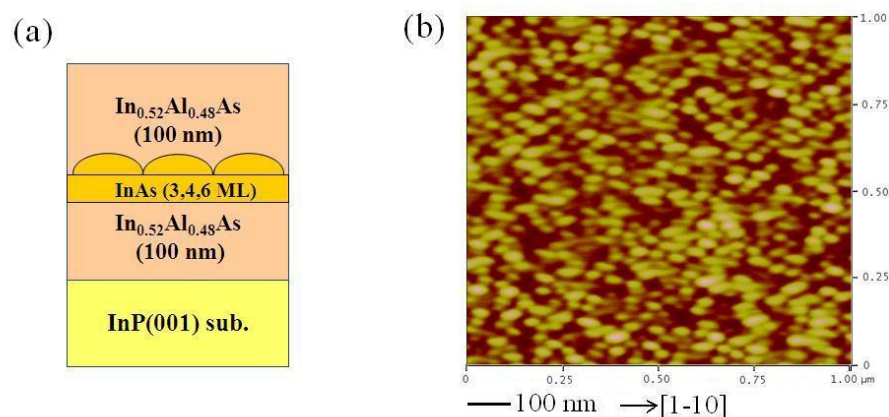 (a)
In0.52Al0.48As
(100 nm)
InAs (3,4,6 ML)
In0.52Al0.48As
(100 nm)
InP(001) sub.
(b)
1.00
0.75
0.50
0.25
0
0 0.25 0.50 0.75 1.00 μm
100 nm →[1-10]